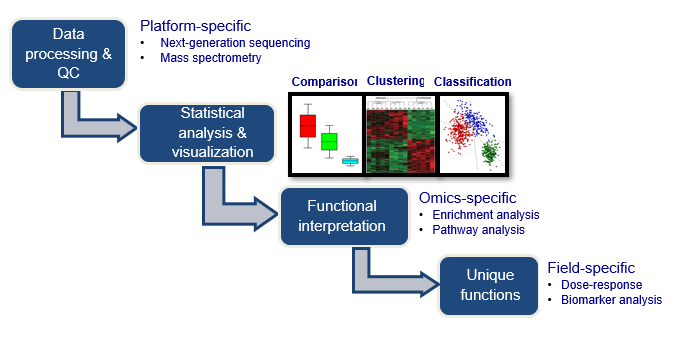 Data
processing &
QC
Platform-specific
• Next-generation sequencing
• Mass spectrometry
Statistical
analysis &
visualization
Comparison
Clustering
Classification
Functional
interpretation
Omics-specific
• Enrichment analysis
• Pathway analysis
Unique
functions
Field-specific
• Dose-response
• Biomarker analysis